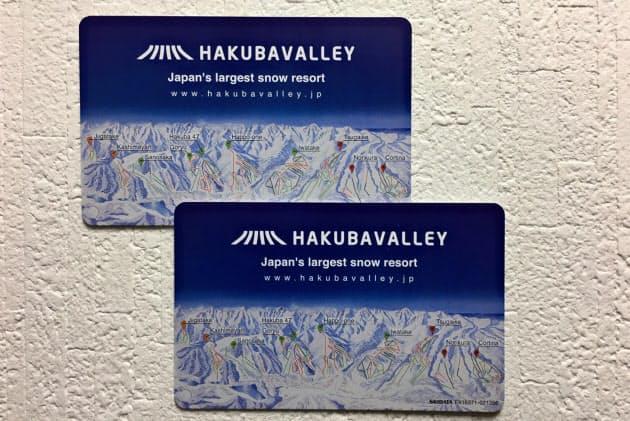 HAKUBAVALLEY
Japan's largest snow resort
www.hakubavalley.jp
Jiigatake
Kashimayari
Sanosaka
Hakuba 47
Goryu
Happo-one
Iwatake
Tsugaike
Norikura
Cortina
HAKUBAVALLEY
Japan's largest snow resort
www.hakubavalley.jp
Jiigatake
Kashimayari
Sanosaka
Hakuba 47
Goryu
Happo-one
Iwatake
Tsugaike
Norikura
Cortina